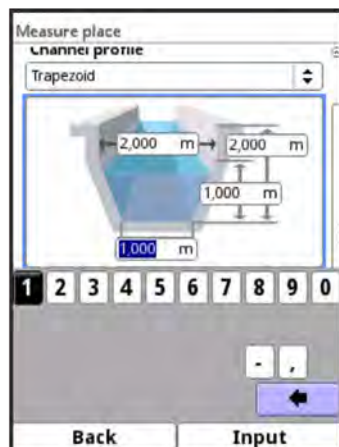 Measure place
Channel profile
Trapezoid
2,000 m 2,000 m
1,000 m
1,000 m
1 2 3 4 5 6 7 8 9 0
- ,
Back Input